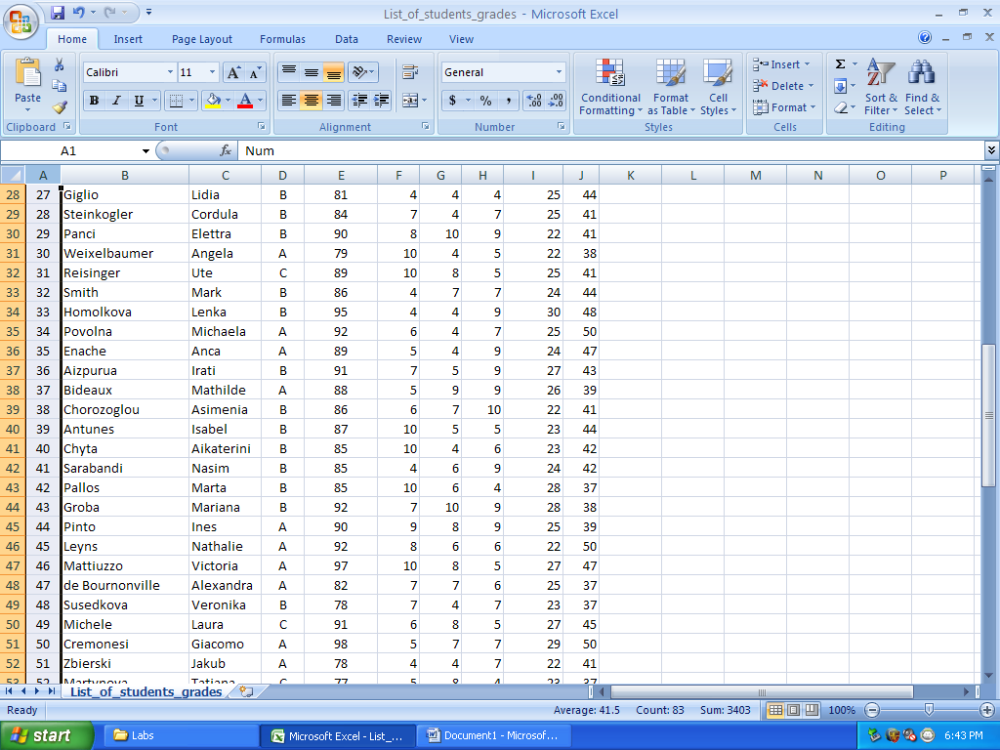 List_of_students_grades - Microsoft Excel
Home Insert Page Layout Formulas Data Review View
Paste Calibri 11 General Conditional Formatting Format as Table Cell Styles Insert Delete Format Sort & Filter Find & Select
B I U $ % ,
Clipboard Font Alignment Number Styles Cells Editing
A1 fx Num
A B C D E F G H I J K L M N O P
28 27 Giglio Lidia B 81 4 4 4 25 44
29 28 Steinkogler Cordula B 84 7 4 7 25 41
30 29 Panci Elettra B 90 8 10 9 22 41
31 30 Weixelbaumer Angela A 79 10 4 5 22 38
32 31 Reisinger Ute C 89 10 8 5 25 41
33 32 Smith Mark B 86 4 7 7 24 44
34 33 Homolkova Lenka B 95 4 4 9 30 48
35 34 Povolna Michaela A 92 6 4 7 25 50
36 35 Enache Anca A 89 5 4 9 24 47
37 36 Aizpurua Irati B 91 7 5 9 27 43
38 37 Bideaux Mathilde A 88 5 9 9 26 39
39 38 Chorozoglou Asimenia B 86 6 7 10 22 41
40 39 Antunes Isabel B 87 10 5 5 23 44
41 40 Chyta Aikaterini B 85 10 4 6 23 42
42 41 Sarabandi Nasim B 85 4 6 9 24 42
43 42 Pallos Marta B 85 10 6 4 28 37
44 43 Groba Mariana B 92 7 10 9 28 38
45 44 Pinto Ines A 90 9 8 9 25 39
46 45 Leyns Nathalie A 92 8 6 6 22 50
47 46 Mattiuzzo Victoria A 97 10 8 5 27 47
48 47 de Bournonville Alexandra A 82 7 7 6 25 37
49 48 Susedkova Veronika B 78 7 4 7 23 37
50 49 Michele Laura C 91 6 8 5 27 45
51 50 Cremonesi Giacomo A 98 5 7 7 29 50
52 51 Zbierski Jakub A 78 4 4 7 22 41
53 52 Martynova Tatiana C 77 5 8 4 23 37
List_of_students_grades
Ready Average: 41.5 Count: 83 Sum: 3403 100%
start Labs Microsoft Excel - List_... Document1 - Microsof... 6:43 PM